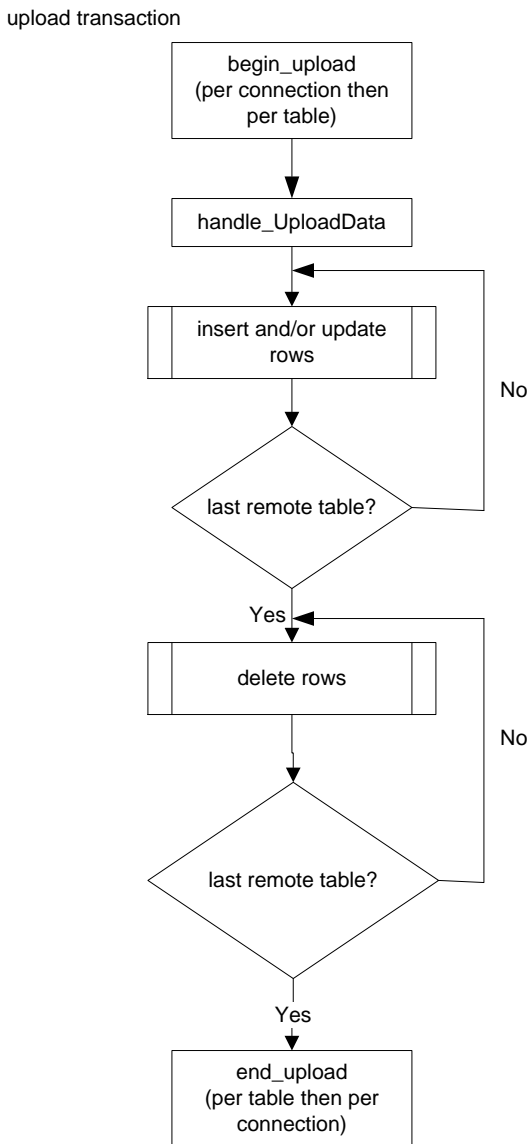 upload transaction
begin_upload
(per connection then
per table)
handle_UploadData
insert and/or update
rows
No
last remote table?
Yes
delete rows
No
last remote table?
Yes
end_upload
(per table then per
connection)